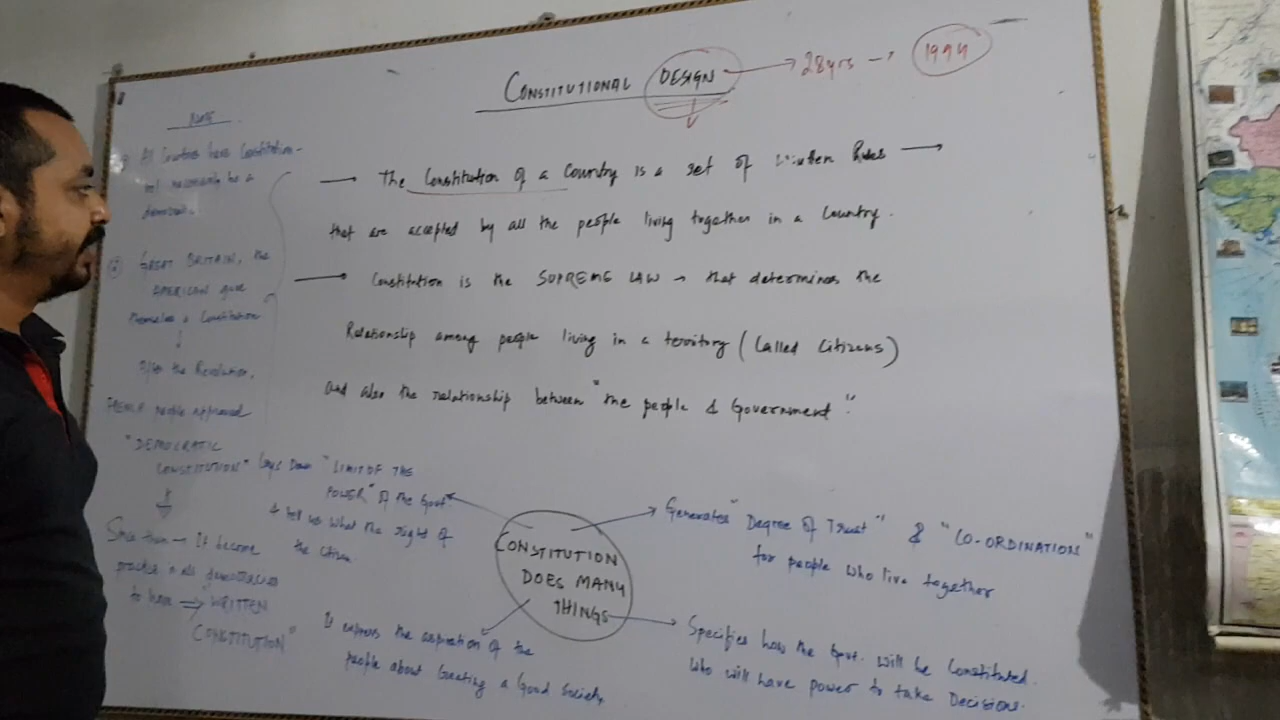 CONSTITUTIONAL DESIGN → 28yrs → 1994
→ The Constitution of a Country is a set of Written Rules →
that are accepted by all the people living together in a Country.
→ Constitution is the SUPREME LAW → that determines the
Relationship among people living in a territory (Called Citizens)
and also the relationship between "the people & Government".
NOTE
① All Countries have Constitution -
not necessarily be a
democratic.
② GREAT BRITAIN, the
AMERICAN gave
themselves a Constitution
↓
After the Revolution,
FRENCH people approved
"DEMOCRATIC
CONSTITUTION"
⇓
Since then → It become
practice in all democracies
to have ⇒ "WRITTEN
CONSTITUTION"
CONSTITUTION
DOES MANY
THINGS
Lays Down "LIMIT OF THE
POWER" of the Govt.
& tell us what the right of
the Citizen
Generates "Degree of Trust" & "CO-ORDINATION"
for people who live together
It express the aspiration of the
people about Creating a Good Society.
Specifies how the Govt. will be Constituted.
who will have power to take Decisions.